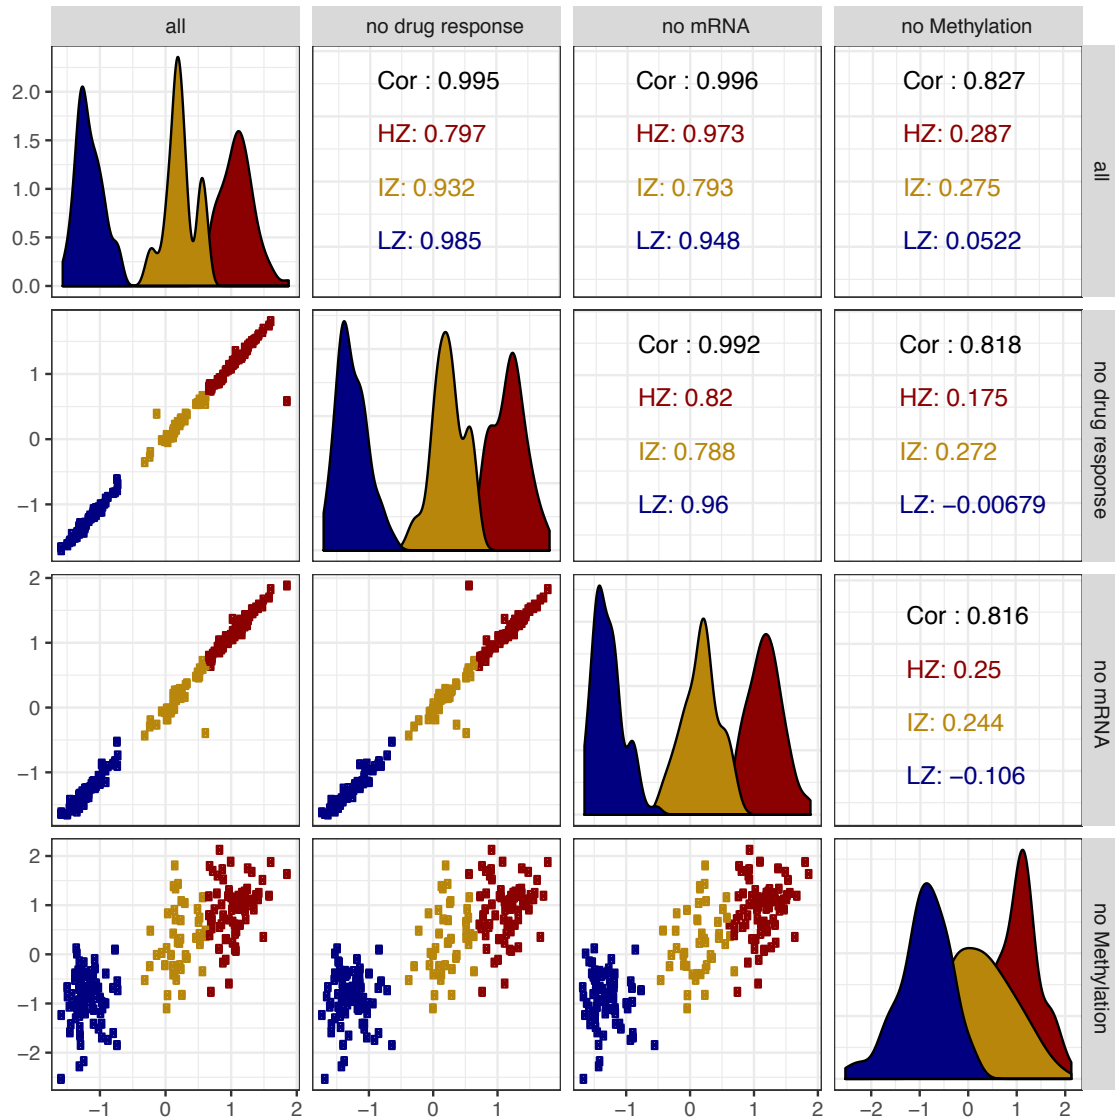 all
no drug response
no mRNA
no Methylation
2.0
1.5
1.0
0.5
0.0
Cor : 0.995
HZ: 0.797
IZ: 0.932
LZ: 0.985
Cor : 0.996
HZ: 0.973
IZ: 0.793
LZ: 0.948
Cor : 0.827
HZ: 0.287
IZ: 0.275
LZ: 0.0522
all
1
0
−1
Cor : 0.992
HZ: 0.82
IZ: 0.788
LZ: 0.96
Cor : 0.818
HZ: 0.175
IZ: 0.272
LZ: −0.00679
no drug response
2
1
0
−1
Cor : 0.816
HZ: 0.25
IZ: 0.244
LZ: −0.106
no mRNA
2
1
0
−1
−2
no Methylation
−1 0 1 2
−1 0 1
−1 0 1 2
−2 −1 0 1 2